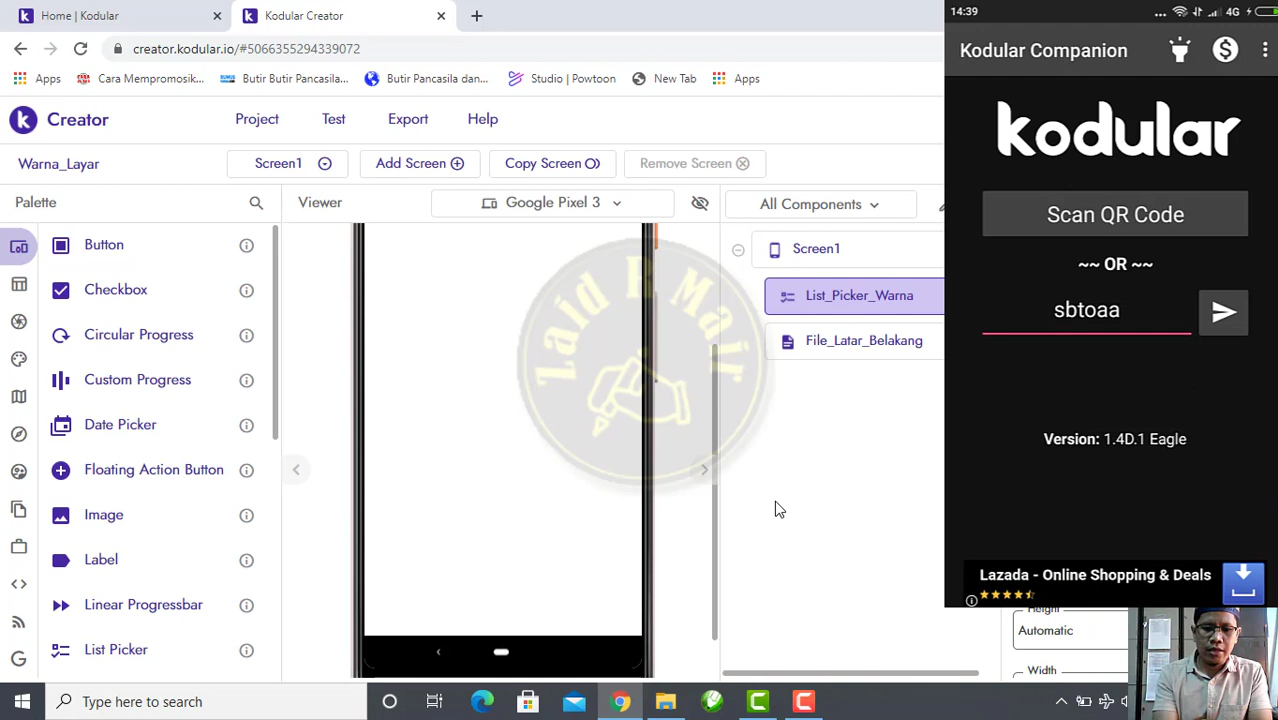 Home | Kodular
Kodular Creator
creator.kodular.io/#5066355294339072
Apps
Cara Mempromosik...
Butir Butir Pancasila...
Butir Pancasila dan...
Studio | Powtoon
New Tab
Apps
Creator
Project
Test
Export
Help
Warna_Layar
Screen1
Add Screen
Copy Screen
Remove Screen
Palette
Viewer
Google Pixel 3
All Components
Button
Checkbox
Circular Progress
Custom Progress
Date Picker
Floating Action Button
Image
Label
Linear Progressbar
List Picker
Screen1
List_Picker_Warna
File_Latar_Belakang
Laid R Mail
Height
Automatic
Width
14:39
4G
Kodular Companion
kodular
Scan QR Code
~~ OR ~~
sbtoaa
Version: 1.4D.1 Eagle
Lazada - Online Shopping & Deals
Type here to search